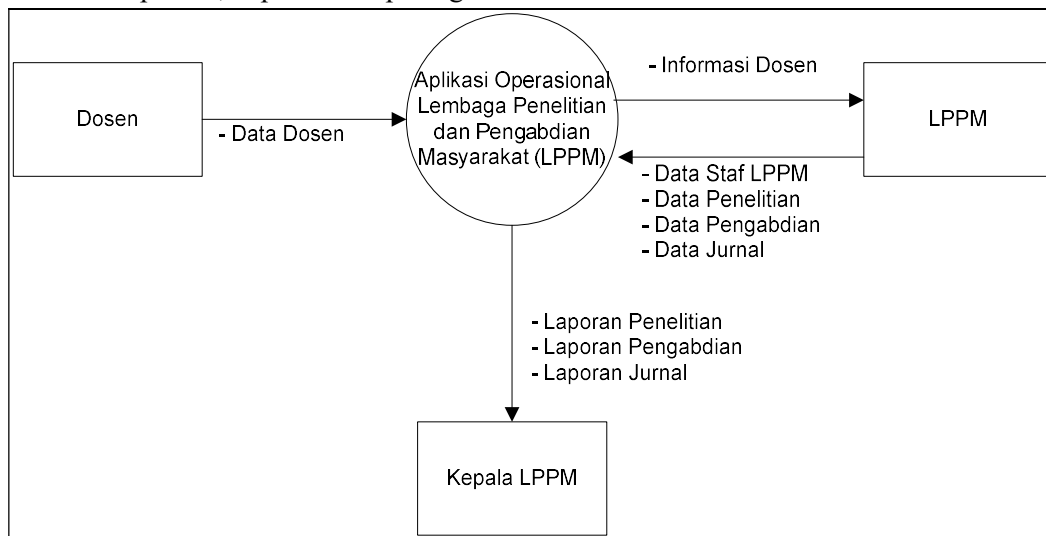 Dosen
- Data Dosen
Aplikasi Operasional
Lembaga Penelitian
dan Pengabdian
Masyarakat (LPPM)
- Informasi Dosen
LPPM
- Data Staf LPPM
- Data Penelitian
- Data Pengabdian
- Data Jurnal
- Laporan Penelitian
- Laporan Pengabdian
- Laporan Jurnal
Kepala LPPM